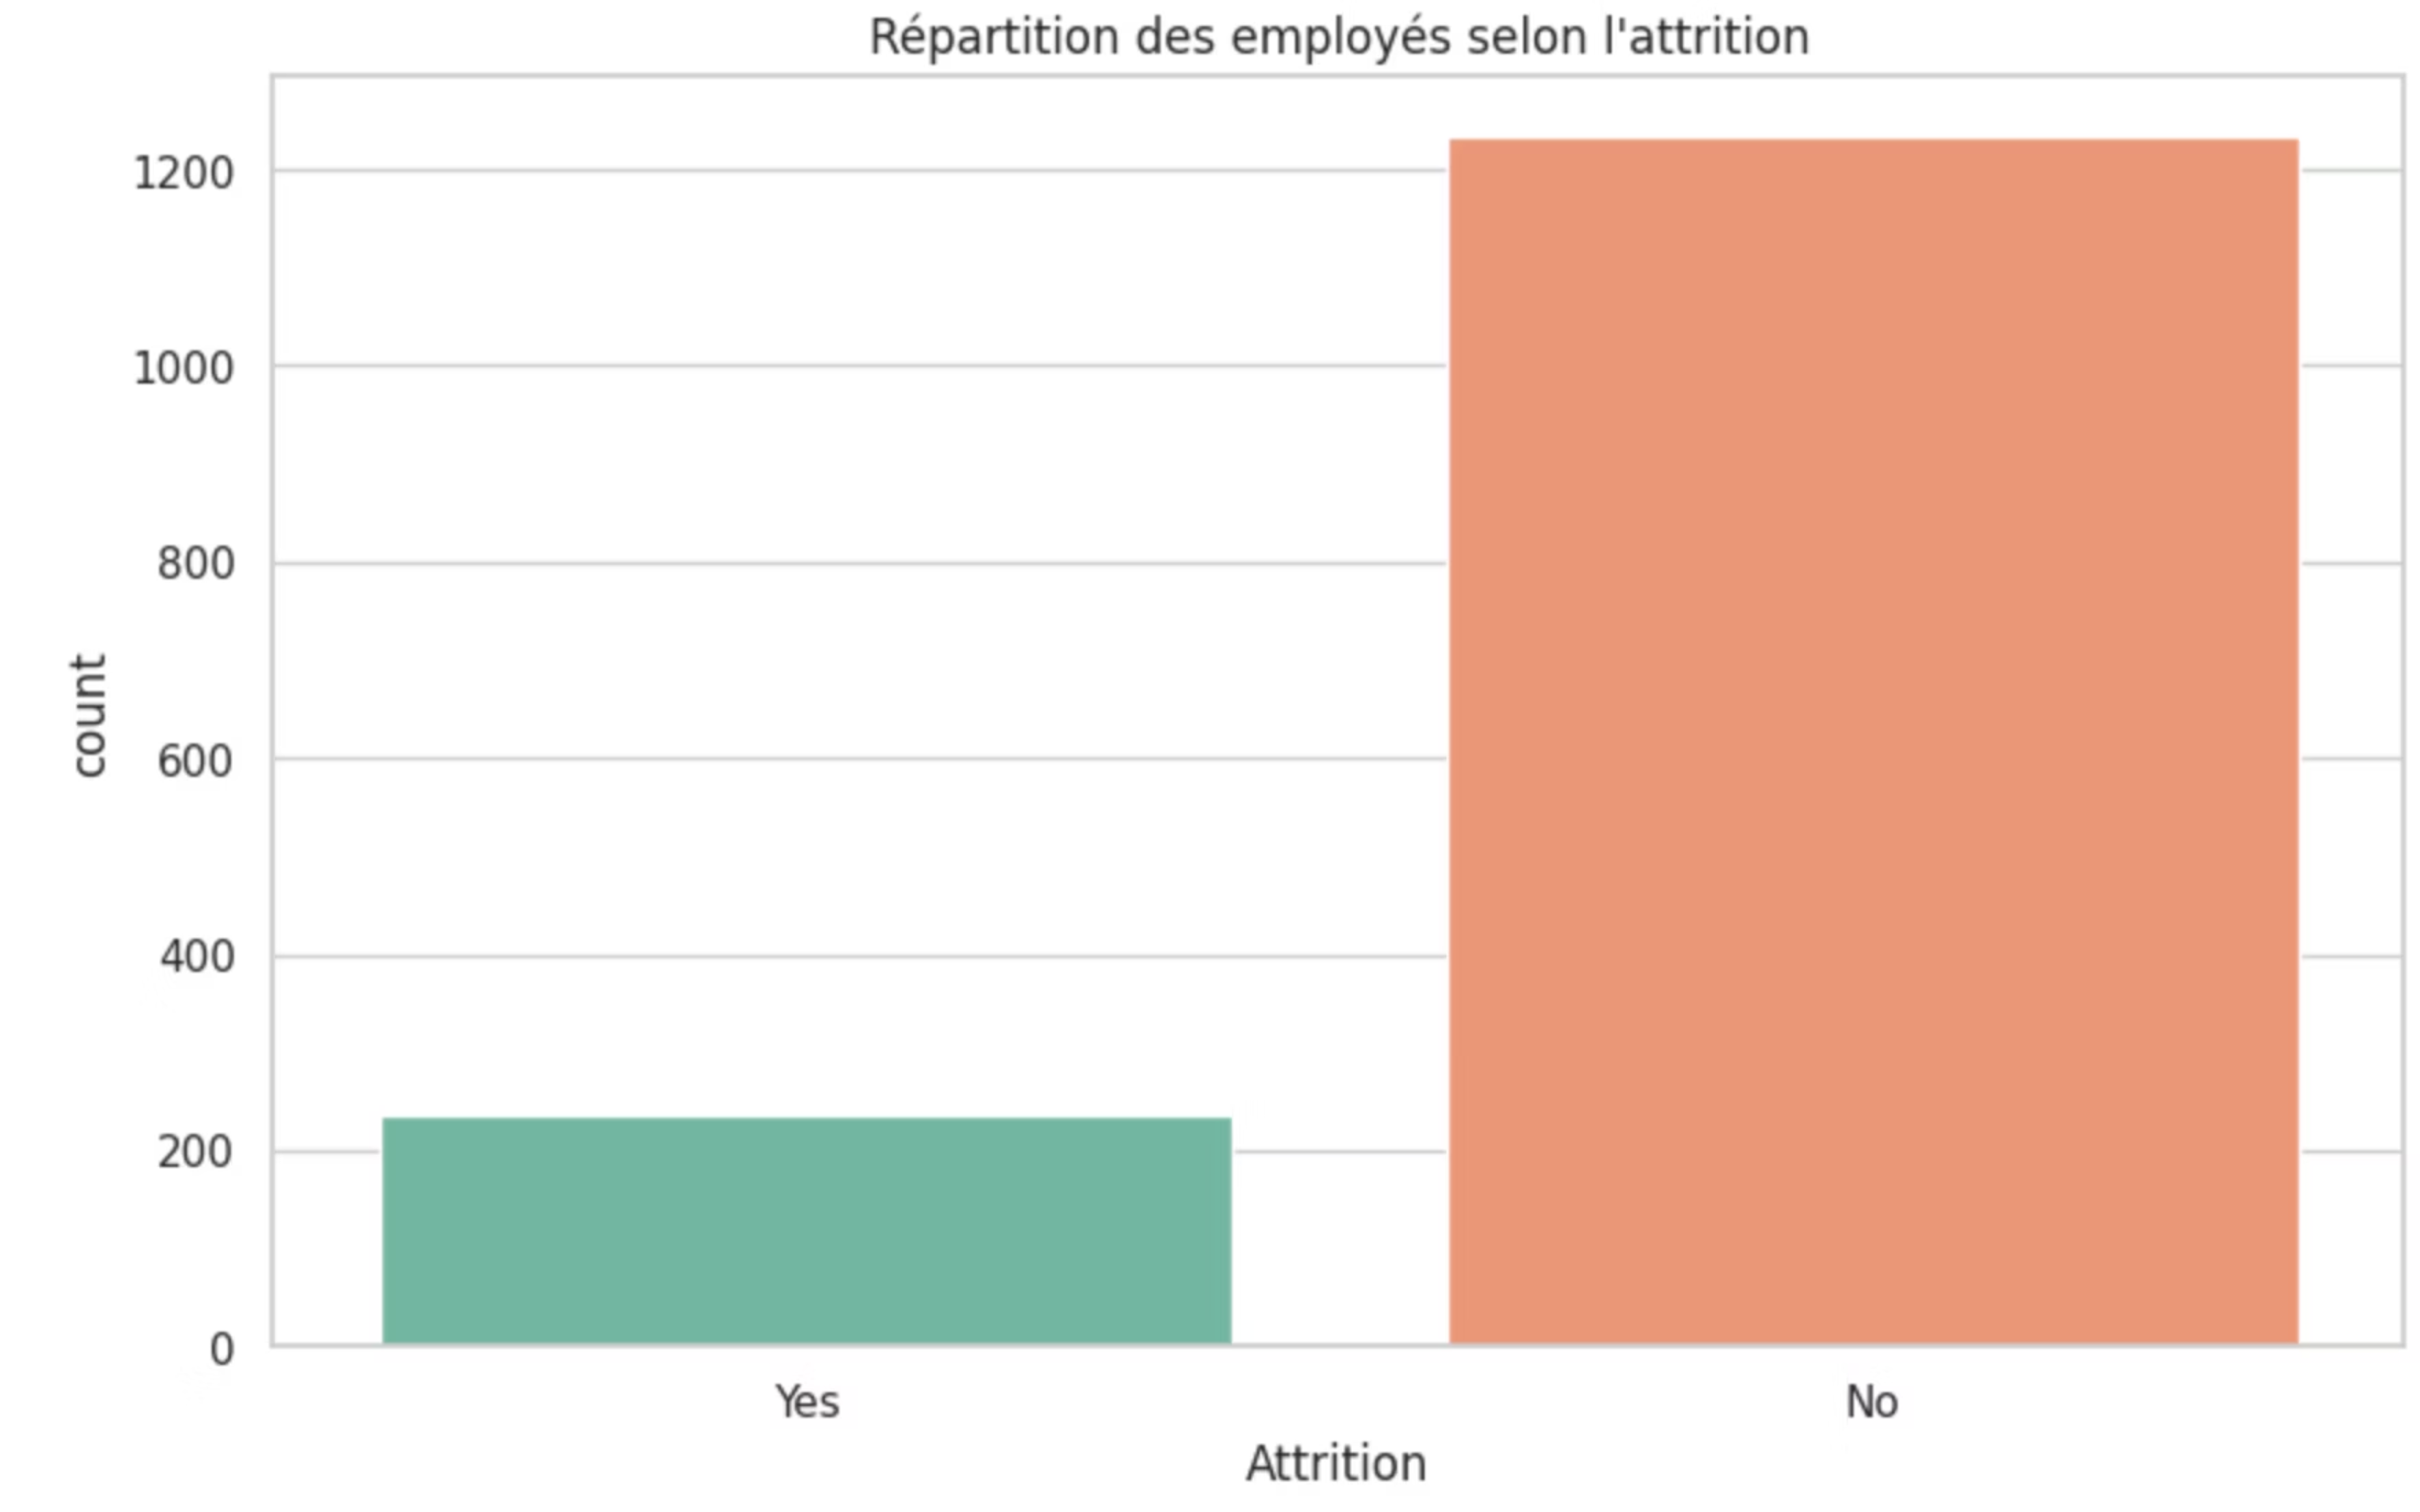 Répartition des employés selon l'attrition
1200
1000
800
600
400
200
0
count
Yes
No
Attrition